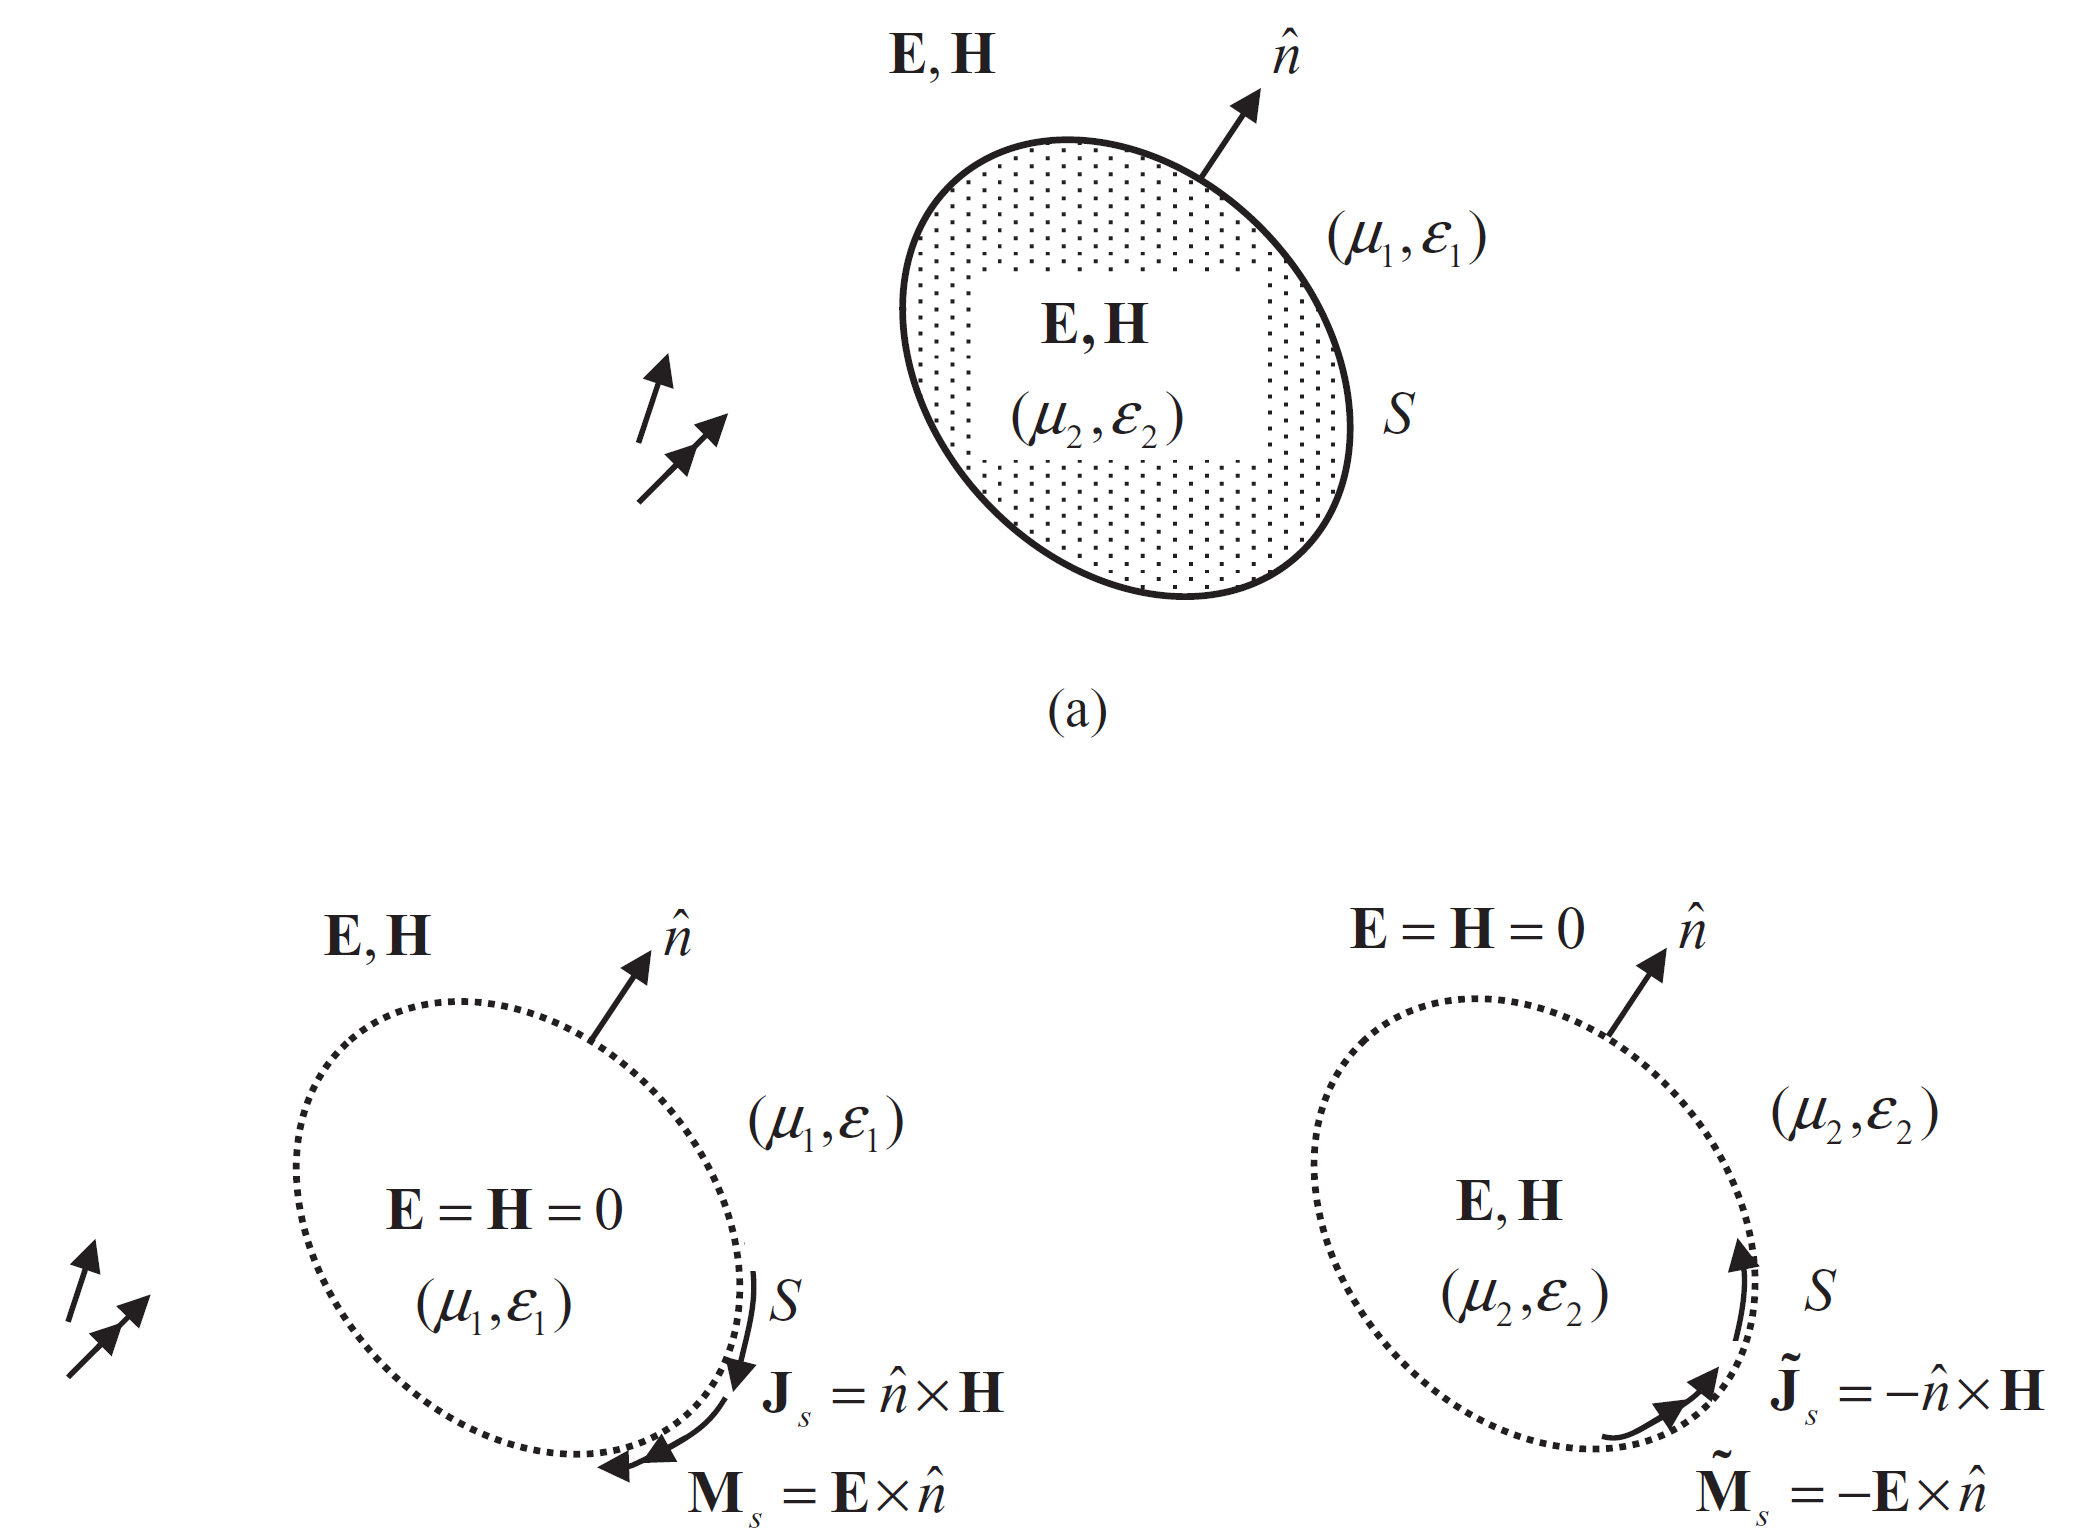 E, H
n̂
(μ₁, ε₁)
E, H
(μ₂, ε₂)
S
(a)
E, H
n̂
(μ₁, ε₁)
E = H = 0
(μ₁, ε₁)
S
Jₛ = n̂ × H
Mₛ = E × n̂
E = H = 0
n̂
(μ₂, ε₂)
E, H
(μ₂, ε₂)
S
J̃ₛ = −n̂ × H
M̃ₛ = −E × n̂